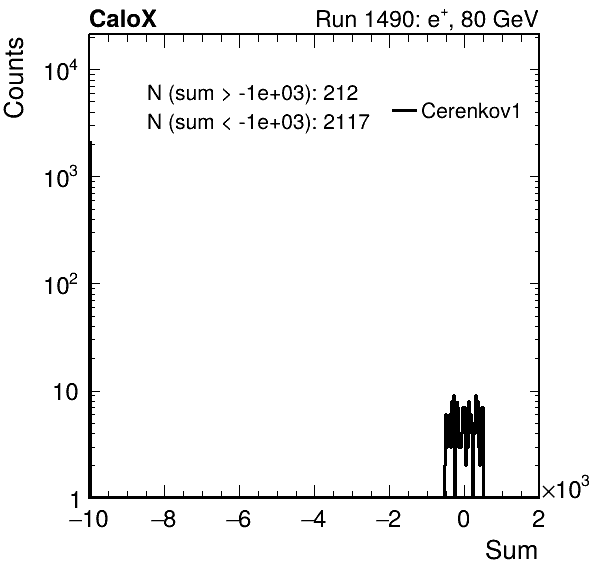 CaloX Run 1490: e⁺, 80 GeV
Counts
10⁴
10³
10²
10
1
N (sum > -1e+03): 212
N (sum < -1e+03): 2117
Cerenkov1
−10 −8 −6 −4 −2 0 2
×10³
Sum